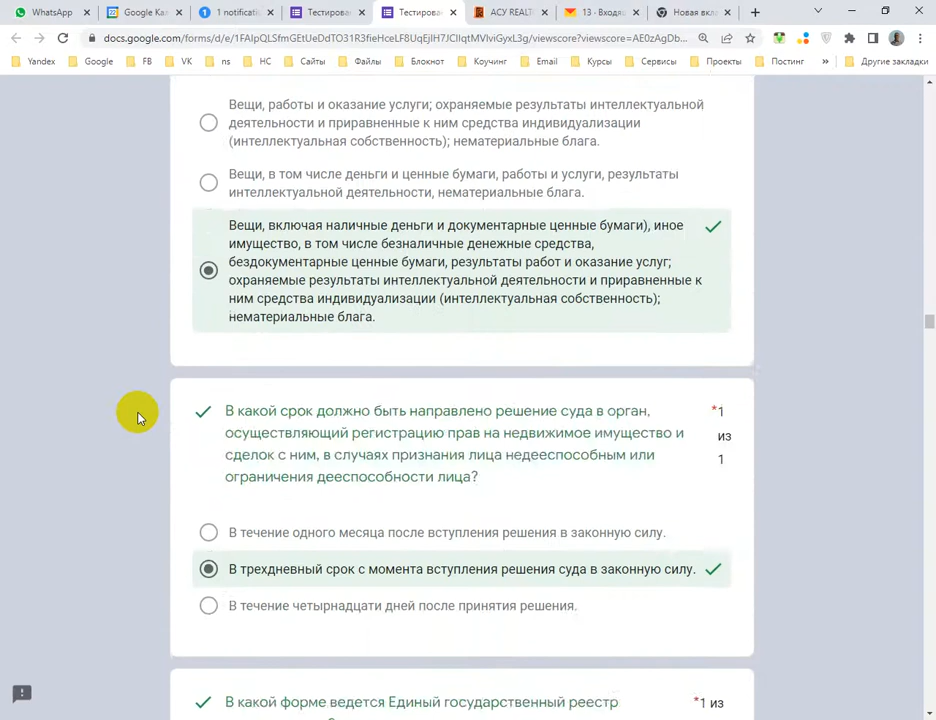 WhatsApp
Google Кал
1 notificati
Тестирован
Тестирован
АСУ REALT
13 - Входящ
Новая вкл
docs.google.com/forms/d/e/1FAIpQLSfmGEtUeDdTO31R3fieHceLF8UqEjIH7JCIIqtMVIviGyxL3g/viewscore?viewscore=AE0zAgDb...
Yandex
Google
FB
VK
ns
НС
Сайты
Файлы
Блокнот
Коучинг
Email
Курсы
Сервисы
Проекты
Постинг
»
Другие закладки
Вещи, работы и оказание услуги; охраняемые результаты интеллектуальной
деятельности и приравненные к ним средства индивидуализации
(интеллектуальная собственность); нематериальные блага.
Вещи, в том числе деньги и ценные бумаги, работы и услуги, результаты
интеллектуальной деятельности, нематериальные блага.
Вещи, включая наличные деньги и документарные ценные бумаги), иное
имущество, в том числе безналичные денежные средства,
бездокументарные ценные бумаги, результаты работ и оказание услуг;
охраняемые результаты интеллектуальной деятельности и приравненные к
ним средства индивидуализации (интеллектуальная собственность);
нематериальные блага.
В какой срок должно быть направлено решение суда в орган,
осуществляющий регистрацию прав на недвижимое имущество и
сделок с ним, в случаях признания лица недееспособным или
ограничения дееспособности лица?
*1
из
1
В течение одного месяца после вступления решения в законную силу.
В трехдневный срок с момента вступления решения суда в законную силу.
В течение четырнадцати дней после принятия решения.
В какой форме ведется Единый государственный реестр
*1 из